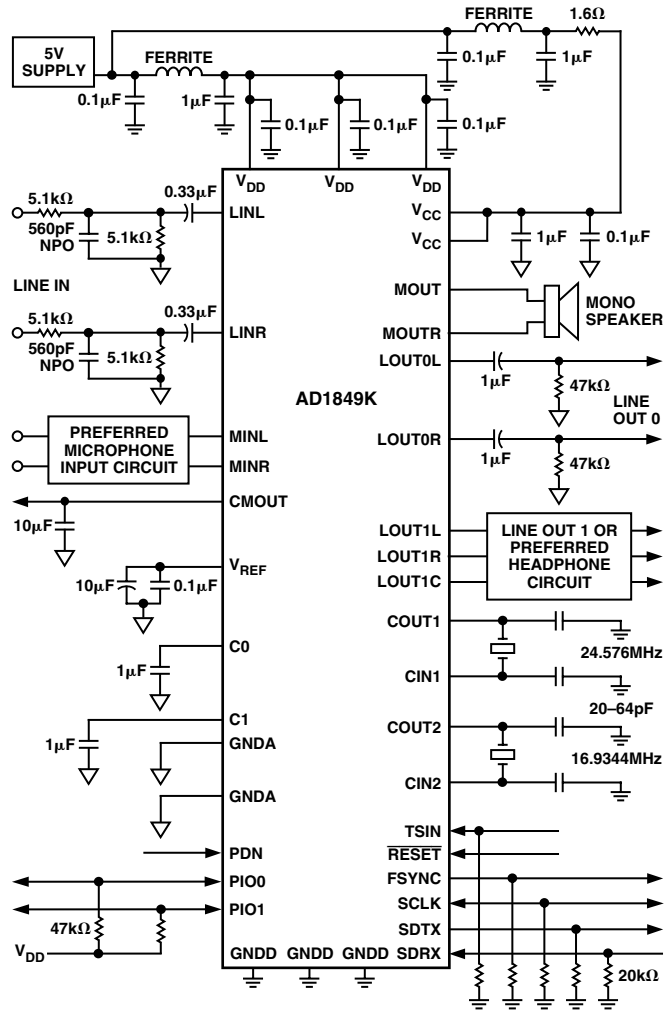 FERRITE
1.6Ω
5V
SUPPLY
FERRITE
0.1μF
1μF
0.1μF
1μF
0.1μF
0.1μF
0.1μF
VDD
VDD
VDD
5.1kΩ
0.33μF
LINL
560pF
NPO
5.1kΩ
VCC
VCC
1μF
0.1μF
LINE IN
MOUT
MONO
SPEAKER
5.1kΩ
0.33μF
LINR
560pF
NPO
5.1kΩ
MOUTR
LOUT0L
1μF
47kΩ
AD1849K
LINE
OUT 0
PREFERRED
MICROPHONE
INPUT CIRCUIT
MINL
MINR
LOUT0R
1μF
47kΩ
CMOUT
10μF
LOUT1L
LOUT1R
LOUT1C
LINE OUT 1 OR
PREFERRED
HEADPHONE
CIRCUIT
VREF
10μF
0.1μF
COUT1
C0
1μF
24.576MHz
CIN1
20–64pF
C1
1μF
COUT2
GNDA
16.9344MHz
CIN2
GNDA
TSIN
PDN
RESET
PIO0
FSYNC
PIO1
SCLK
47kΩ
SDTX
VDD
GNDD
GNDD
GNDD
SDRX
20kΩ